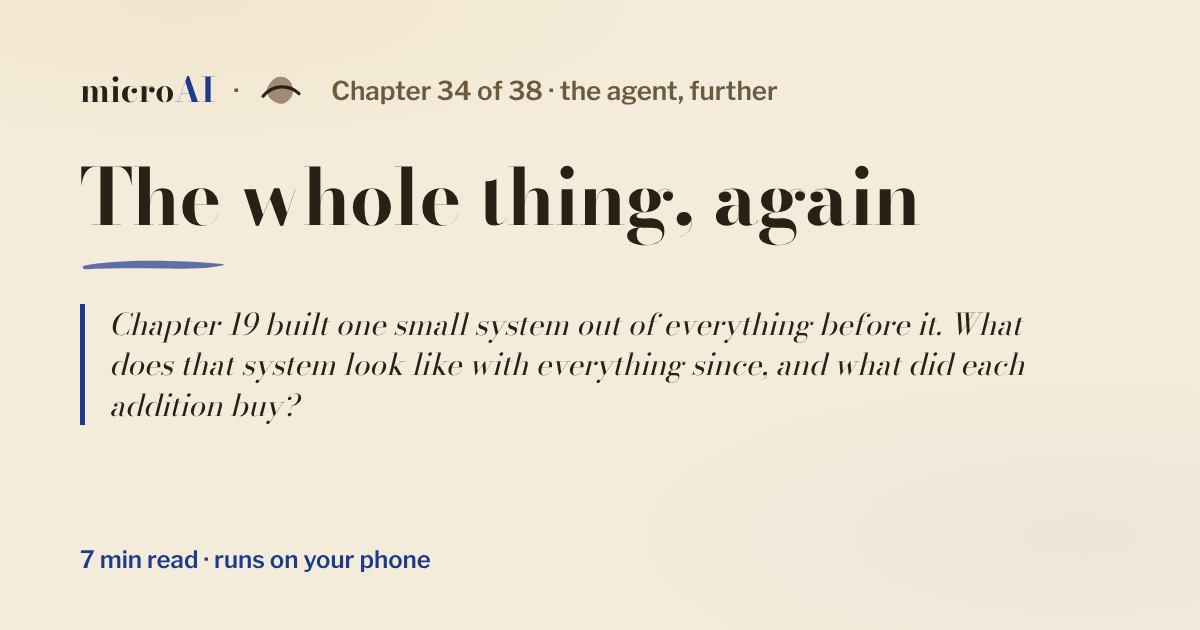 microAI · Chapter 34 of 38 · the agent, further
The whole thing, again
Chapter 19 built one small system out of everything before it. What
does that system look like with everything since, and what did each
addition buy?
7 min read · runs on your phone